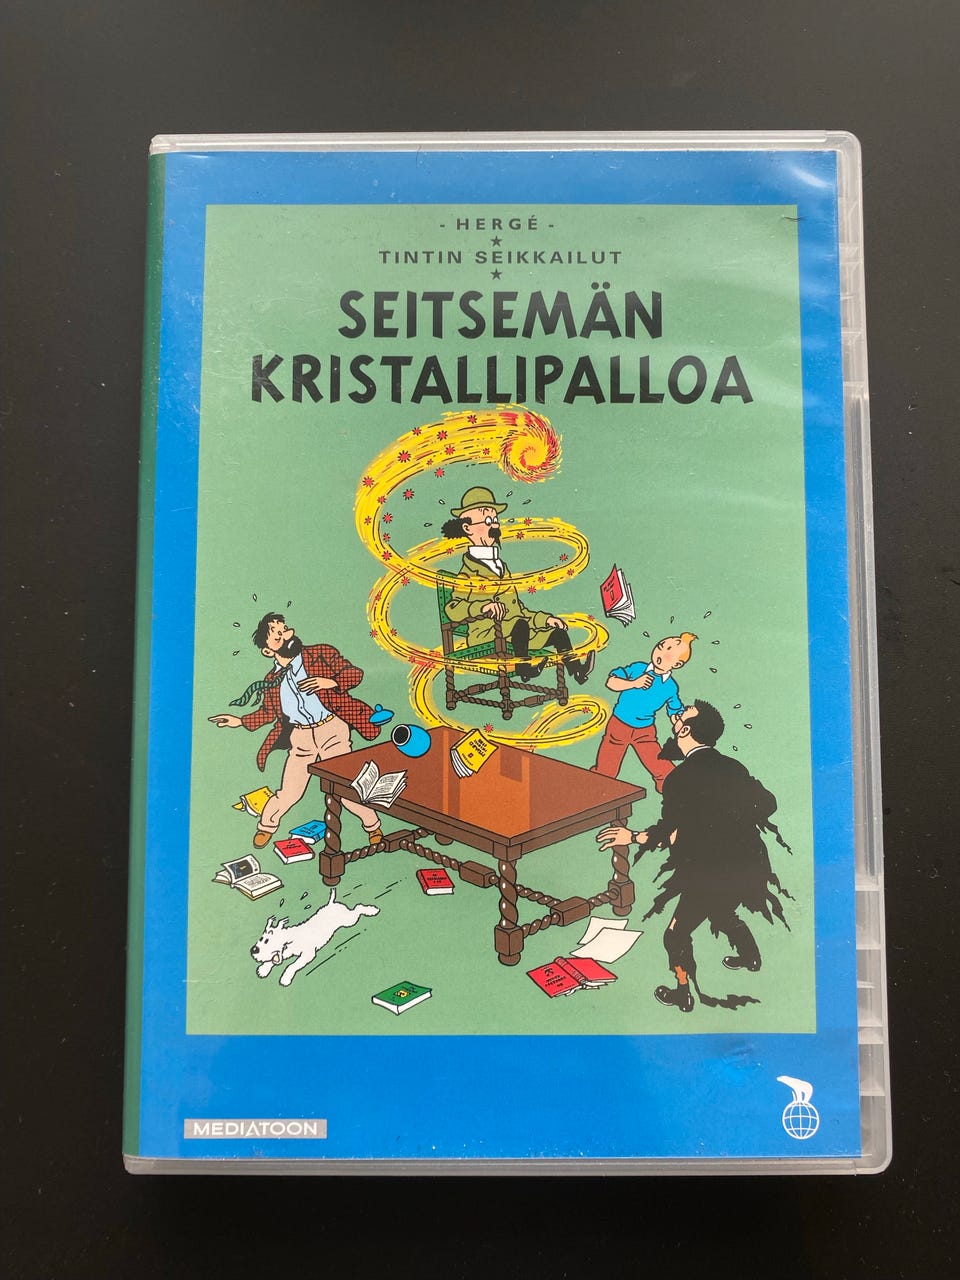 - HERGÉ -
TINTIN SEIKKAILUT
SEITSEMÄN
KRISTALLIPALLOA
MEDIATOON